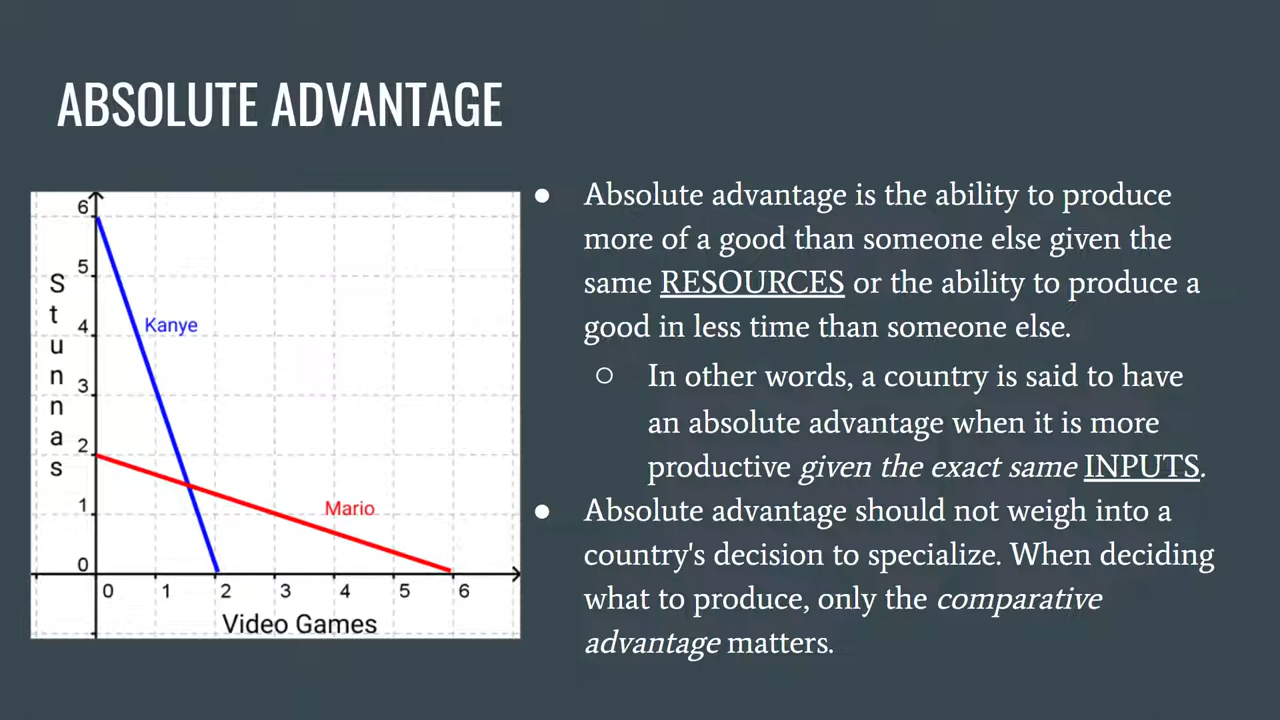 ABSOLUTE ADVANTAGE
6
5
4
3
2
1
0
S
t
u
n
n
a
s
Kanye
Mario
0 1 2 3 4 5 6
Video Games
● Absolute advantage is the ability to produce
more of a good than someone else given the
same RESOURCES or the ability to produce a
good in less time than someone else.
○ In other words, a country is said to have
an absolute advantage when it is more
productive given the exact same INPUTS.
● Absolute advantage should not weigh into a
country's decision to specialize. When deciding
what to produce, only the comparative
advantage matters.